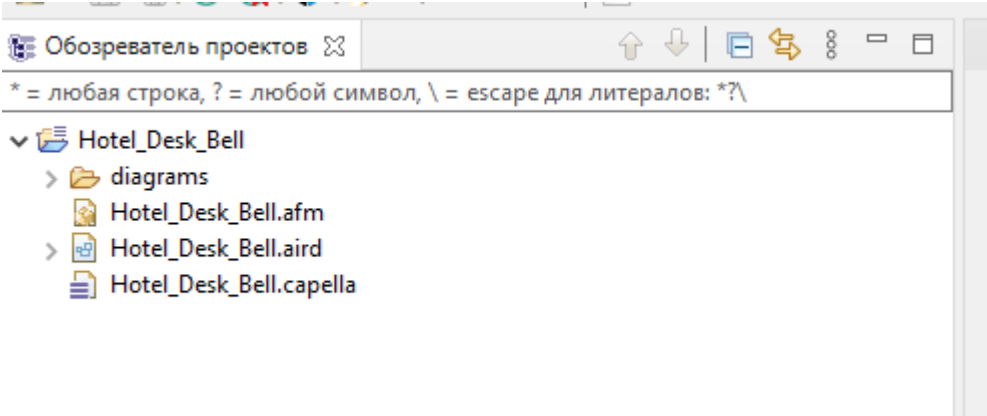 Обозреватель проектов
* = любая строка, ? = любой символ, \ = escape для литералов: *?\
Hotel_Desk_Bell
diagrams
Hotel_Desk_Bell.afm
Hotel_Desk_Bell.aird
Hotel_Desk_Bell.capella